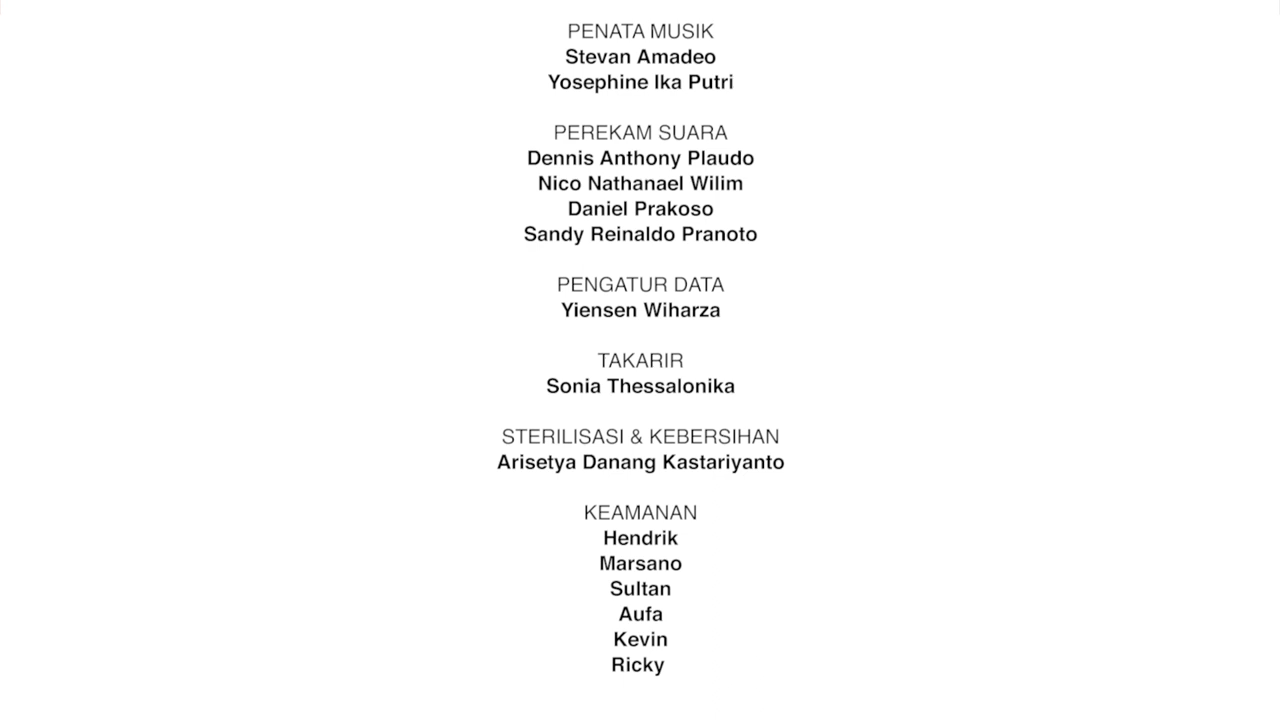 PENATA MUSIK
Stevan Amadeo
Yosephine Ika Putri
PEREKAM SUARA
Dennis Anthony Plaudo
Nico Nathanael Wilim
Daniel Prakoso
Sandy Reinaldo Pranoto
PENGATUR DATA
Yiensen Wiharza
TAKARIR
Sonia Thessalonika
STERILISASI & KEBERSIHAN
Arisetya Danang Kastariyanto
KEAMANAN
Hendrik
Marsano
Sultan
Aufa
Kevin
Ricky